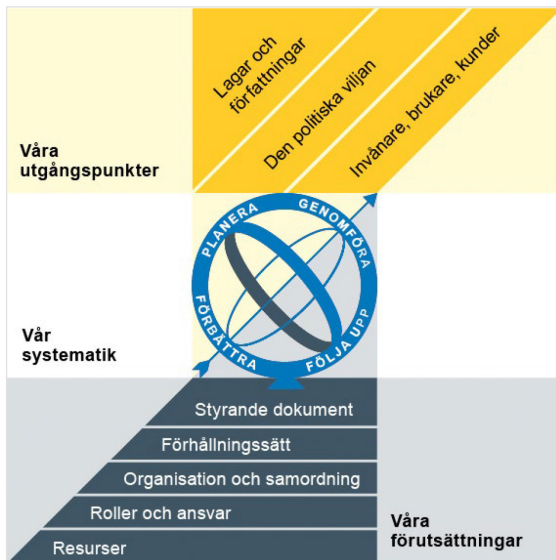 Lagar och
författningar
Den politiska viljan
Invånare, brukare, kunder
Våra
utgångspunkter
PLANERA
GENOMFÖRA
FÖRBÄTTRA
FÖLJA UPP
Vår
systematik
Styrande dokument
Förhållningssätt
Organisation och samordning
Roller och ansvar
Resurser
Våra
förutsättningar